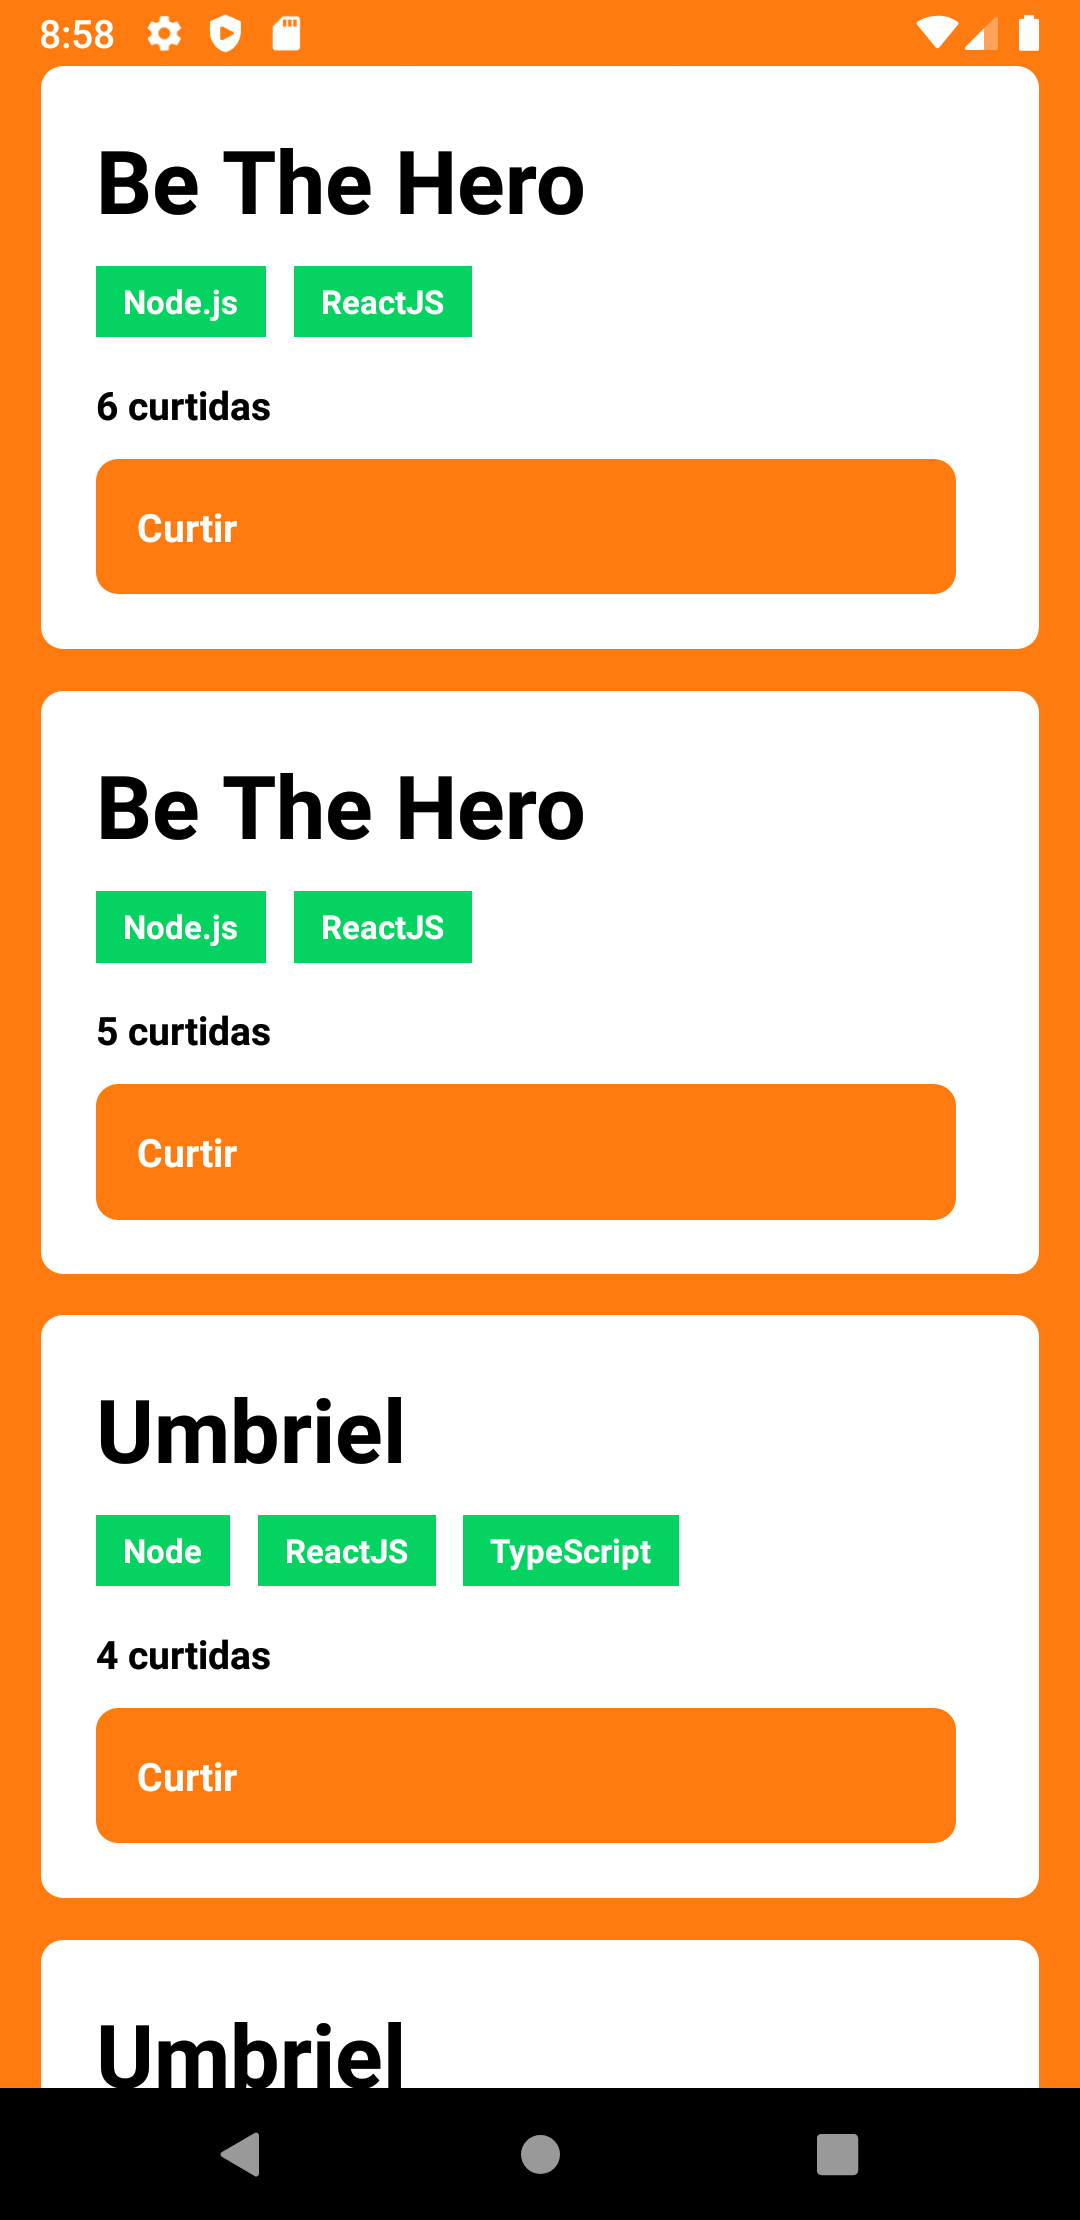 8:58
Be The Hero
Node.js ReactJS
6 curtidas
Curtir
Be The Hero
Node.js ReactJS
5 curtidas
Curtir
Umbriel
Node ReactJS TypeScript
4 curtidas
Curtir
Umbriel